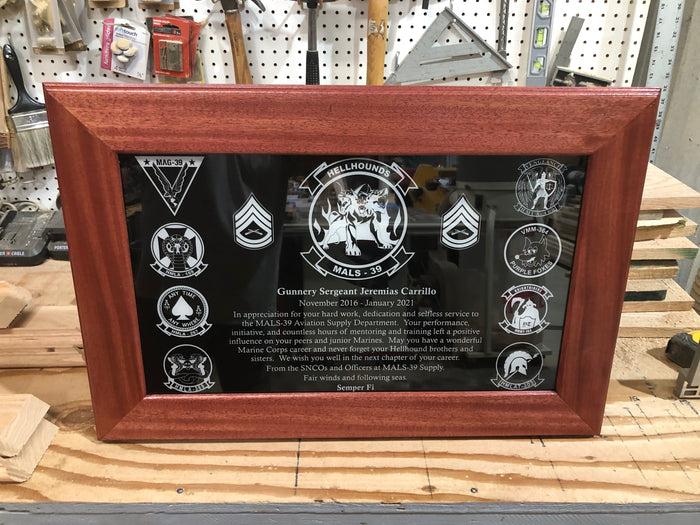 MAG-39
HELLHOUNDS
MALS - 39
VENGEANCE
VMM-364
PURPLE FOXES
ANY TIME
ANY WHERE
Gunnery Sergeant Jeremias Carrillo
November 2016 - January 2021
In appreciation for your hard work, dedication and selfless service to
the MALS-39 Aviation Supply Department. Your performance,
initiative, and countless hours of mentoring and training left a positive
influence on your peers and junior Marines. May you have a wonderful
Marine Corps career and never forget your Hellhound brothers and
sisters. We wish you well in the next chapter of your career.
From the SNCOs and Officers at MALS-39 Supply.
Fair winds and following seas.
Semper Fi